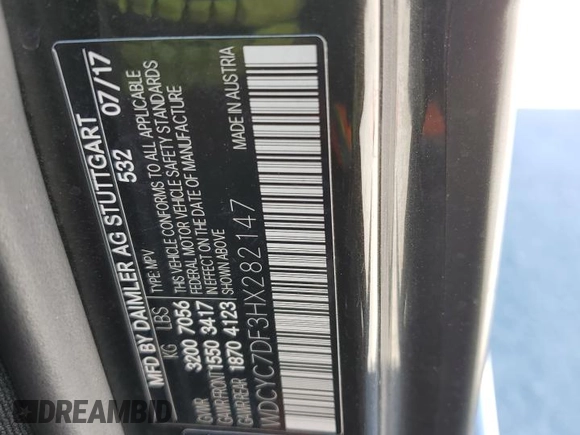 MFD BY DAIMLER AG STUTTGART
532 07/17
KG LBS
GVWR 3200 7056
GAWR FRONT 1550 3417
GAWR REAR 1870 4123
TYPE: MPV
THIS VEHICLE CONFORMS TO ALL APPLICABLE
FEDERAL MOTOR VEHICLE SAFETY STANDARDS
IN EFFECT ON THE DATE OF MANUFACTURE
SHOWN ABOVE
MADE IN AUSTRIA
WDCYC7DF3HX282147
DREAMBID